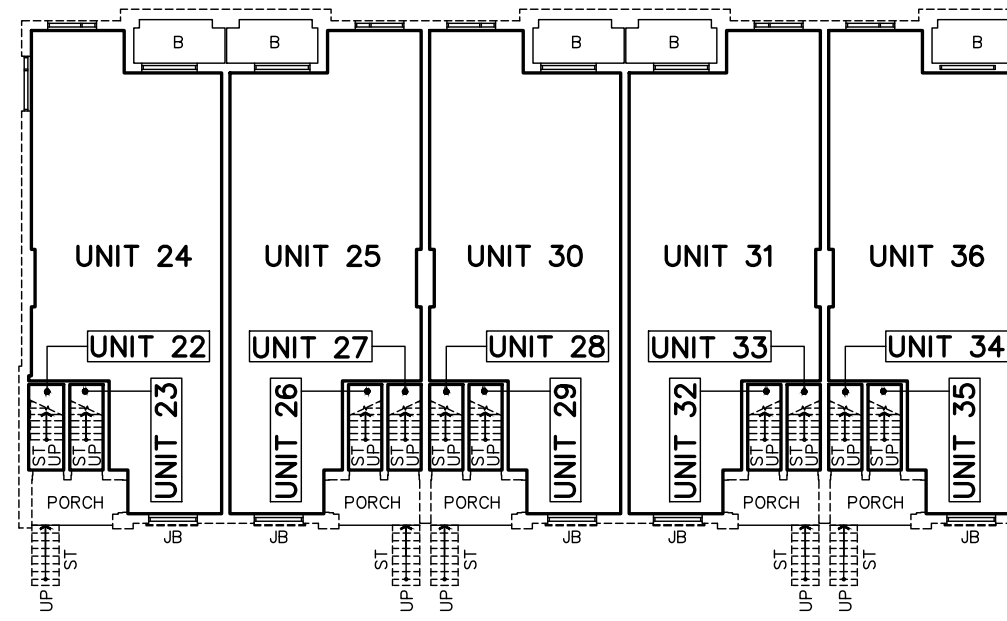 B B B B B
UNIT 24 UNIT 25 UNIT 30 UNIT 31 UNIT 36
UNIT 22 UNIT 27 UNIT 28 UNIT 33 UNIT 34
UNIT 23 UNIT 26 UNIT 29 UNIT 32 UNIT 35
ST UP ST UP ST UP ST UP ST UP ST UP ST UP ST UP ST UP ST UP
PORCH PORCH PORCH PORCH PORCH
JB JB JB JB JB
ST ST ST ST ST
UP UP UP UP UP